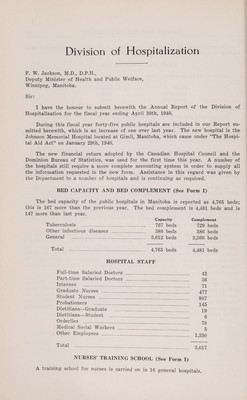 Division of Hospitalization
F. W. Jackson, M.D., D.P.H.,
Deputy Minister of Health and Public Welfare,
Winnipeg, Manitoba.
Sir:
I have the honour to submit herewith the Annual Report of the Division of
Hospitalization for the fiscal year ending April 30th, 1940.
During this fiscal year forty-five public hospitals are included in our Report sub-
mitted herewith, which is an increase of one over last year. The new hospital is the
Johnson Memorial Hospital located at Gimli, Manitoba, which came under "The Hospi-
tal Aid Act" on January 29th, 1940.
The new financial return adopted by the Canadian Hospital Council and the
Dominion Bureau of Statistics, was used for the first time this year. A number of
the hospitals still require a more complete accounting system in order to supply all
the information requested in the new form. Assistance in this regard was given by
the Department to a number of hospitals and is continuing as required.
BED CAPACITY AND BED COMPLEMENT (See Form I)
The bed capacity of the public hospitals in Manitoba is reported as 4,765 beds;
this is 167 more than the previous year. The bed complement is 4,481 beds and is
147 more than last year.
Capacity Complement
Tuberculosis 767 beds 729 beds
Other infectious diseases 386 beds 386 beds
General 3,612 beds 3,366 beds
Total 4,765 beds 4,481 beds
HOSPITAL STAFF
Full-time Salaried Doctors 42
Part-time Salaried Doctors 36
Internes 71
Graduate Nurses 477
Student Nurses 807
Probationers 145
Dietitians—Graduate 19
Dietitians—Student 6
Orderlies 79
Medical Social Workers 5
Other Employees 1,330
Total 3,017
NURSES' TRAINING SCHOOL (See Form I)
A training school for nurses is carried on in 16 general hospitals.